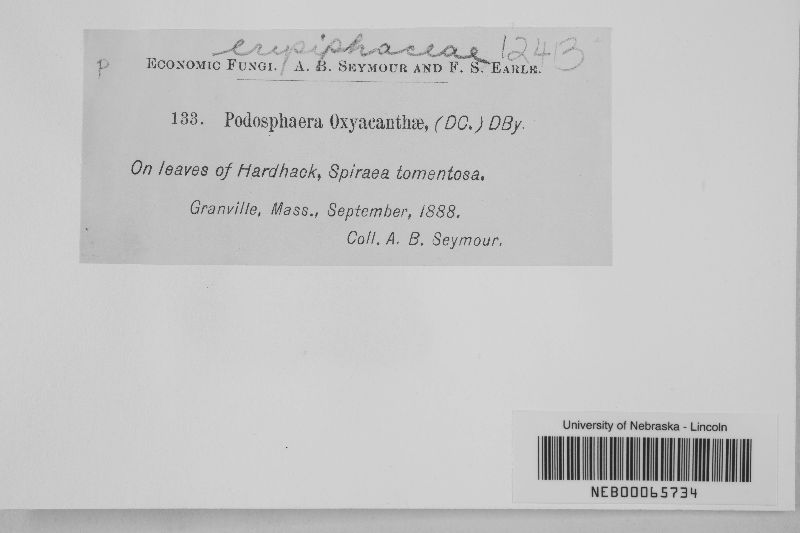 erysiphaceae 124B
P
ECONOMIC FUNGI. A. B. SEYMOUR AND F. S. EARLE.
133. Podosphaera Oxyacanthæ, (DC.) DBy.
On leaves of Hardhack, Spiraea tomentosa.
Granville, Mass., September, 1888.
Coll. A. B. Seymour.
University of Nebraska - Lincoln
NEB00065734